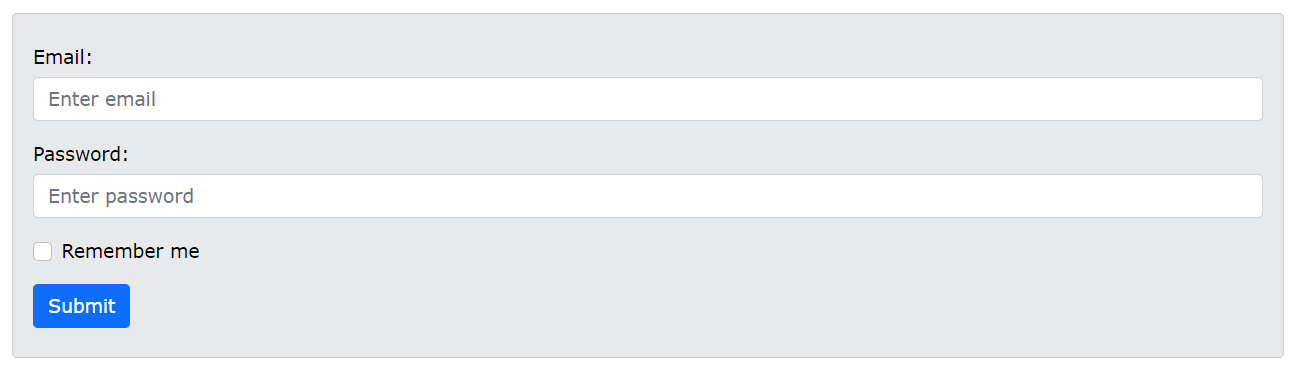 Email:
Enter email
Password:
Enter password
Remember me
Submit